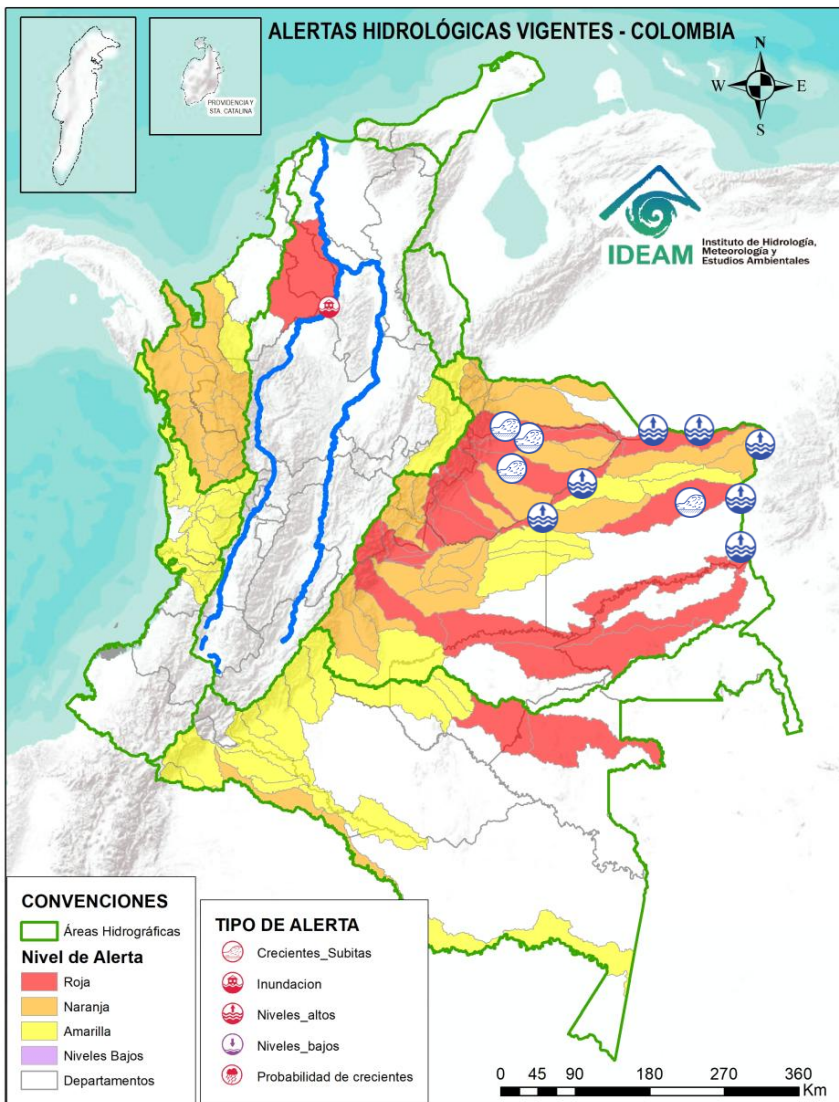 ALERTAS HIDROLÓGICAS VIGENTES - COLOMBIA
PROVIDENCIA Y
STA. CATALINA
N
W
E
S
IDEAM
Instituto de Hidrología,
Meteorología y
Estudios Ambientales
CONVENCIONES
Áreas Hidrográficas
Nivel de Alerta
Roja
Naranja
Amarilla
Niveles Bajos
Departamentos
TIPO DE ALERTA
Crecientes_Subitas
Inundacion
Niveles_altos
Niveles_bajos
Probabilidad de crecientes
0 45 90 180 270 360
Km